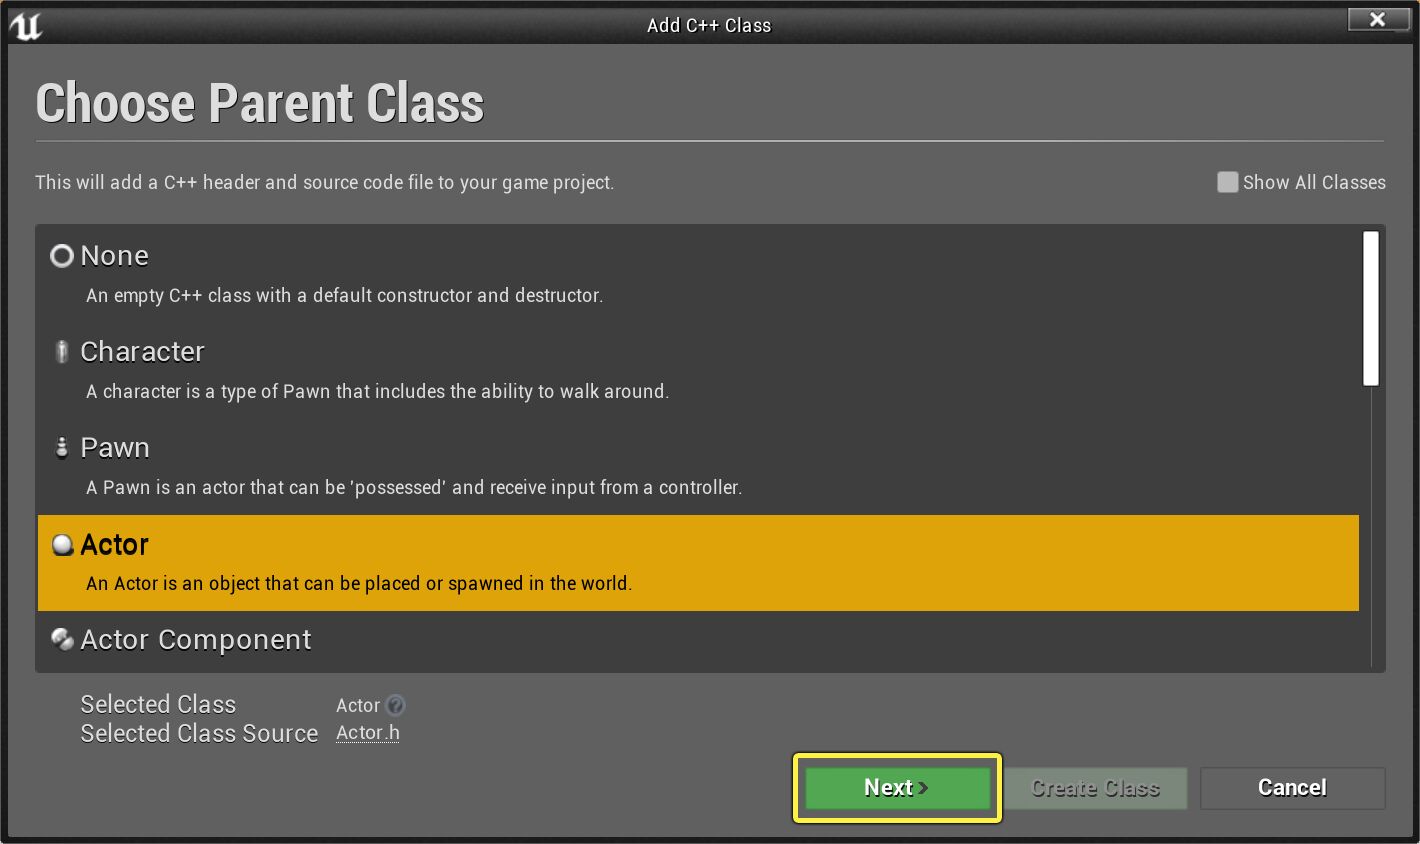 Add C++ Class
Choose Parent Class
This will add a C++ header and source code file to your game project.
Show All Classes
None
An empty C++ class with a default constructor and destructor.
Character
A character is a type of Pawn that includes the ability to walk around.
Pawn
A Pawn is an actor that can be 'possessed' and receive input from a controller.
Actor
An Actor is an object that can be placed or spawned in the world.
Actor Component
Selected Class Actor ?
Selected Class Source Actor.h
Next > Create Class Cancel